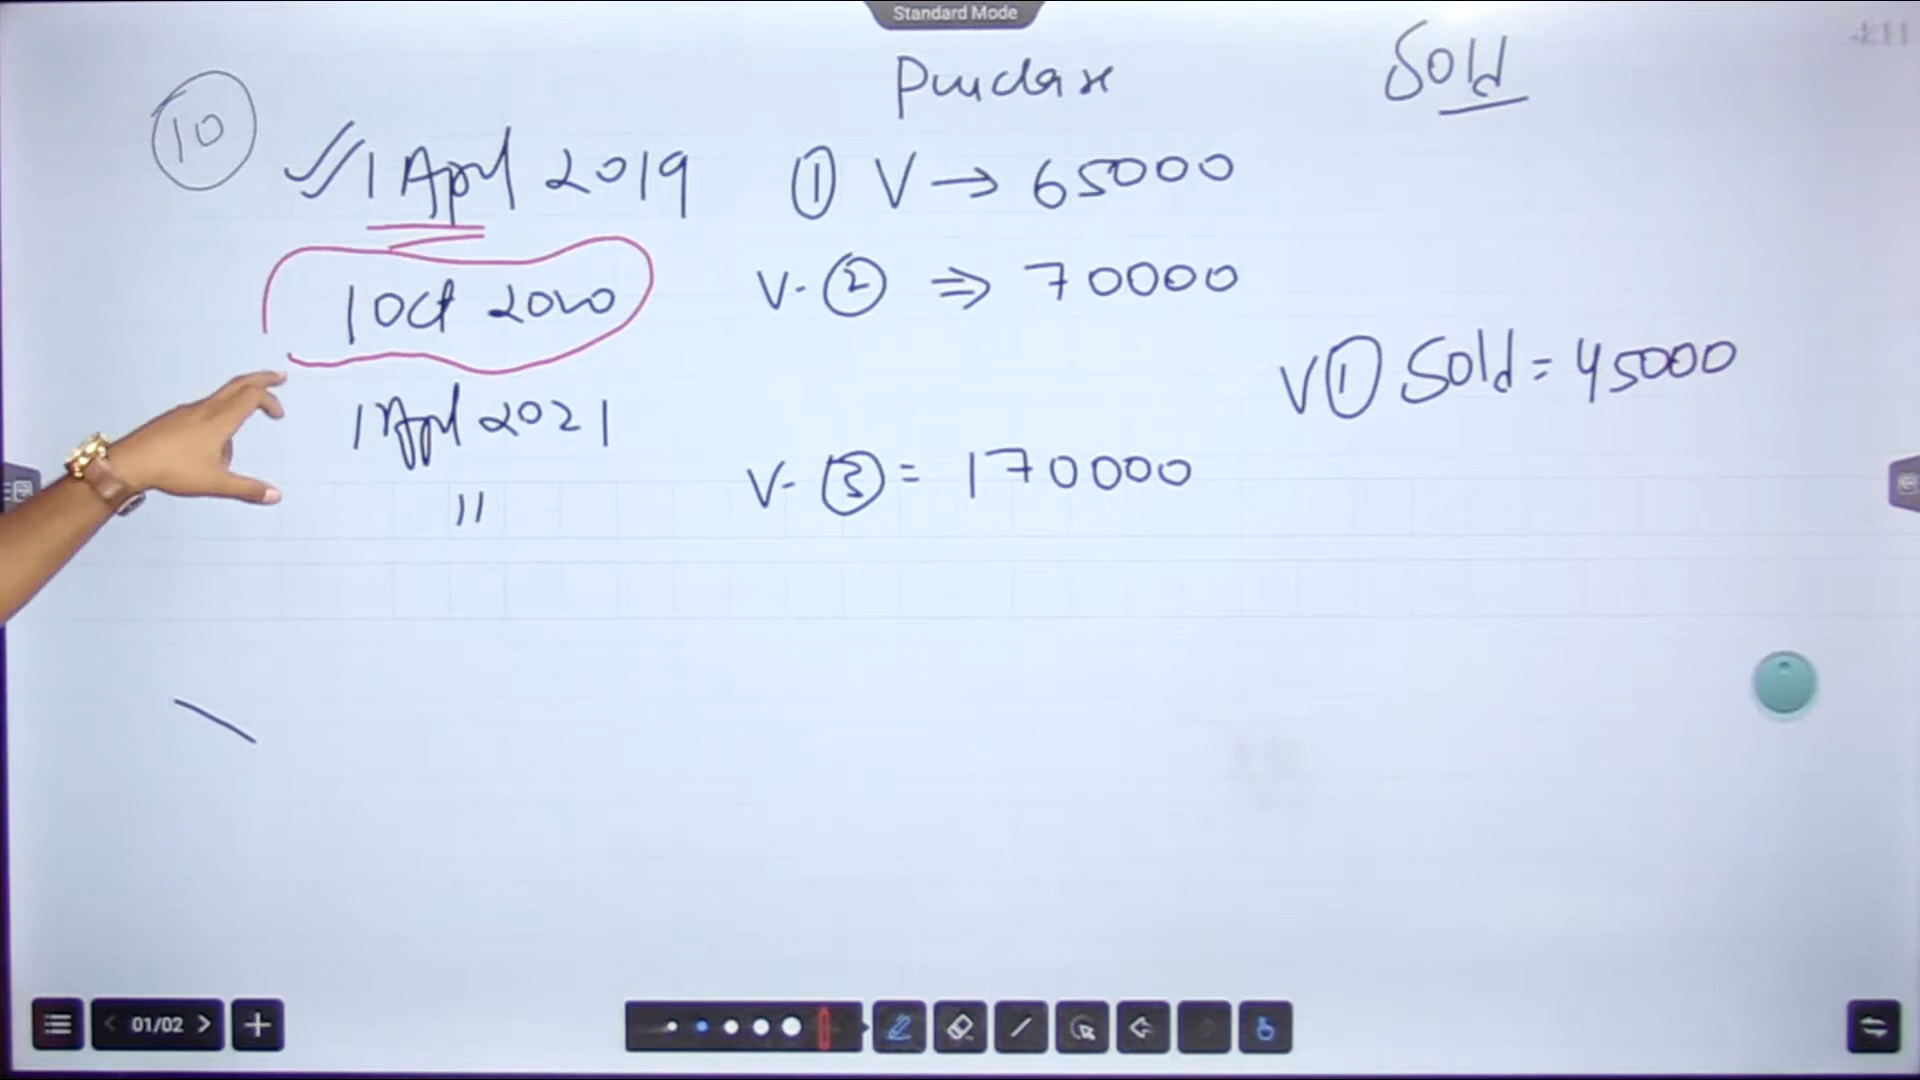 Standard Mode
Purchase Sold
10
1 April 2019 ① V → 65000
1 Oct 2020 V-② ⇒ 70000
V① Sold = 45000
1 April 2021
" V-③ = 170000
01/02